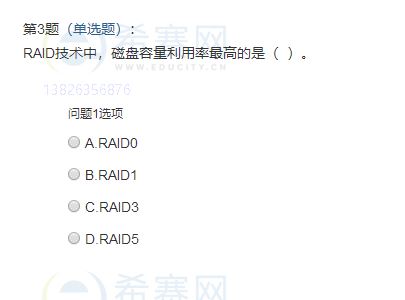 第3题（单选题）：
希赛网
RAID技术中，磁盘容量利用率最高的是（ ）。
WWW.EDUCITY.CN
13826356876
问题1选项
A.RAID0
B.RAID1
C.RAID3
D.RAID5
希赛网